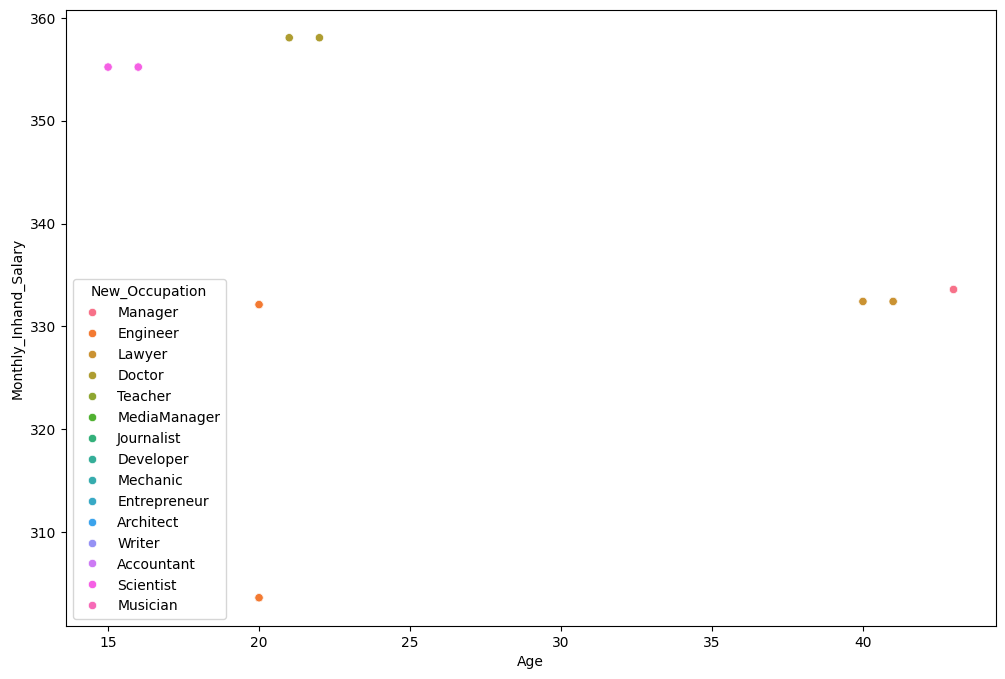 360
350
340
330
320
310
Monthly_Inhand_Salary
New_Occupation
Manager
Engineer
Lawyer
Doctor
Teacher
MediaManager
Journalist
Developer
Mechanic
Entrepreneur
Architect
Writer
Accountant
Scientist
Musician
15 20 25 30 35 40
Age